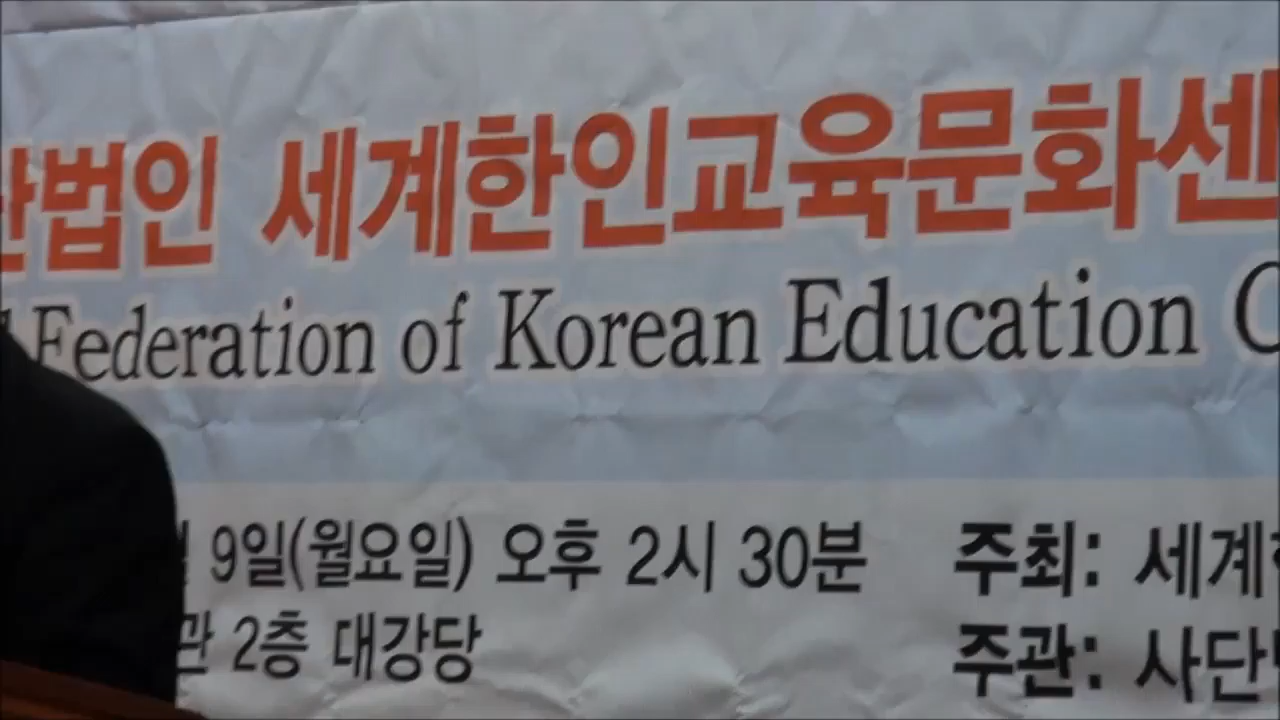 단법인 세계한인교육문화센
Federation of Korean Education
9일(월요일) 오후 2시 30분 주최: 세계
관 2층 대강당 주관: 사단